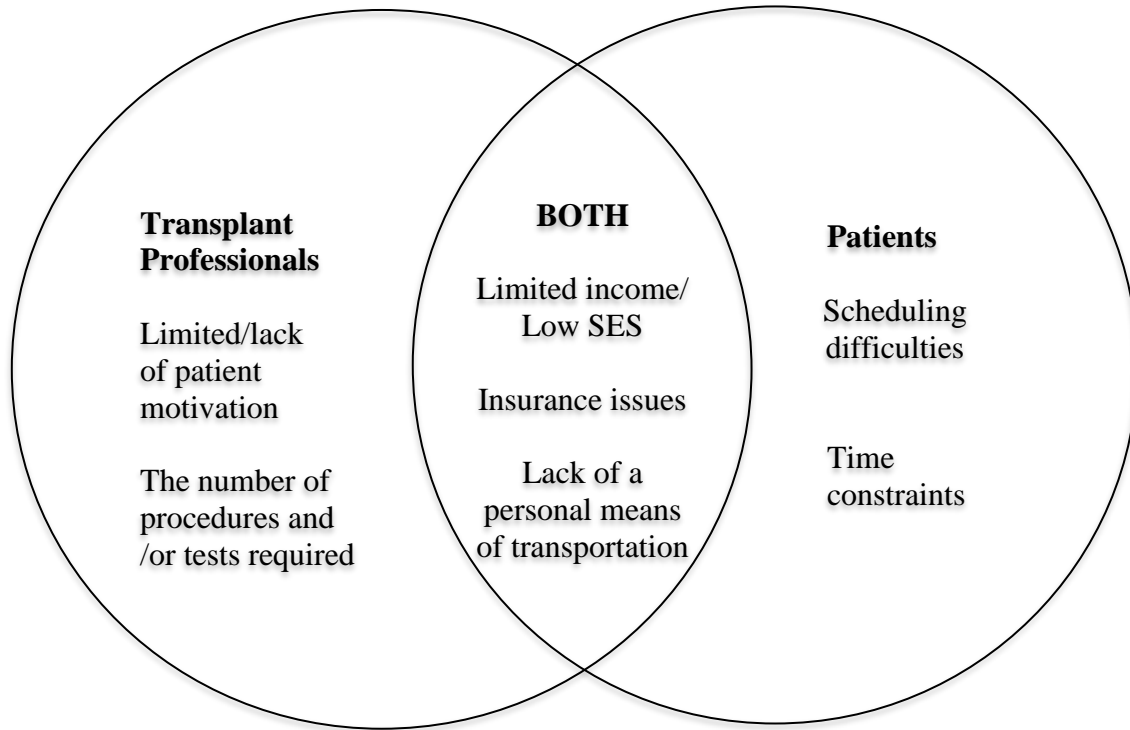 Transplant
Professionals
Limited/lack
of patient
motivation
The number of
procedures and
/or tests required
BOTH
Limited income/
Low SES
Insurance issues
Lack of a
personal means
of transportation
Patients
Scheduling
difficulties
Time
constraints